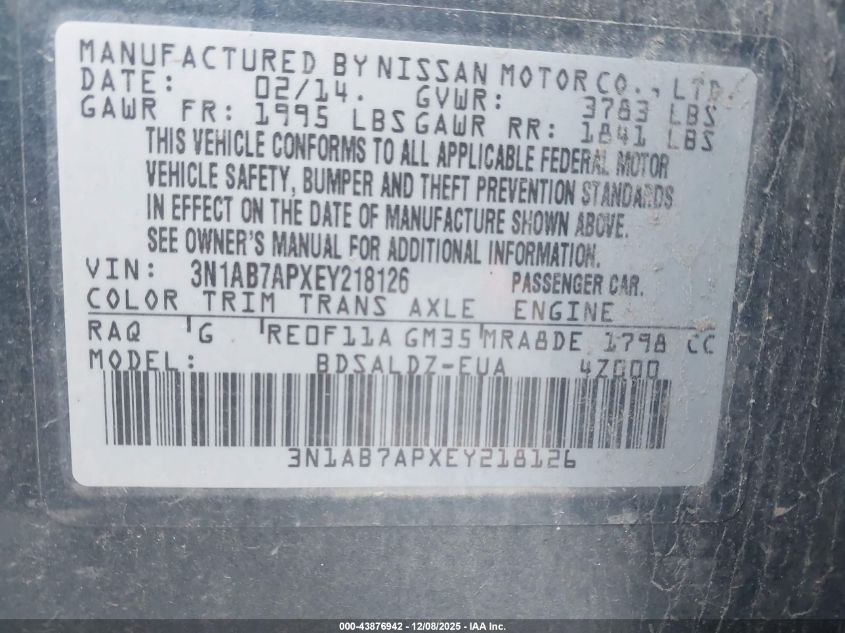 MANUFACTURED BY NISSAN MOTOR CO., LTD.
DATE: 02/14. GVWR: 3783 LBS
GAWR FR: 1995 LBS GAWR RR: 1841 LBS
THIS VEHICLE CONFORMS TO ALL APPLICABLE FEDERAL MOTOR
VEHICLE SAFETY, BUMPER AND THEFT PREVENTION STANDARDS
IN EFFECT ON THE DATE OF MANUFACTURE SHOWN ABOVE.
SEE OWNER'S MANUAL FOR ADDITIONAL INFORMATION.
VIN: 3N1AB7APXEY218126 PASSENGER CAR.
COLOR TRIM TRANS AXLE ENGINE
RAQ G RE0F11A GM35 MRA8DE 1798 CC
MODEL: BDSALDZ-EUA 4Z000
3N1AB7APXEY218126
000-43876942 - 12/08/2025 - IAA Inc.